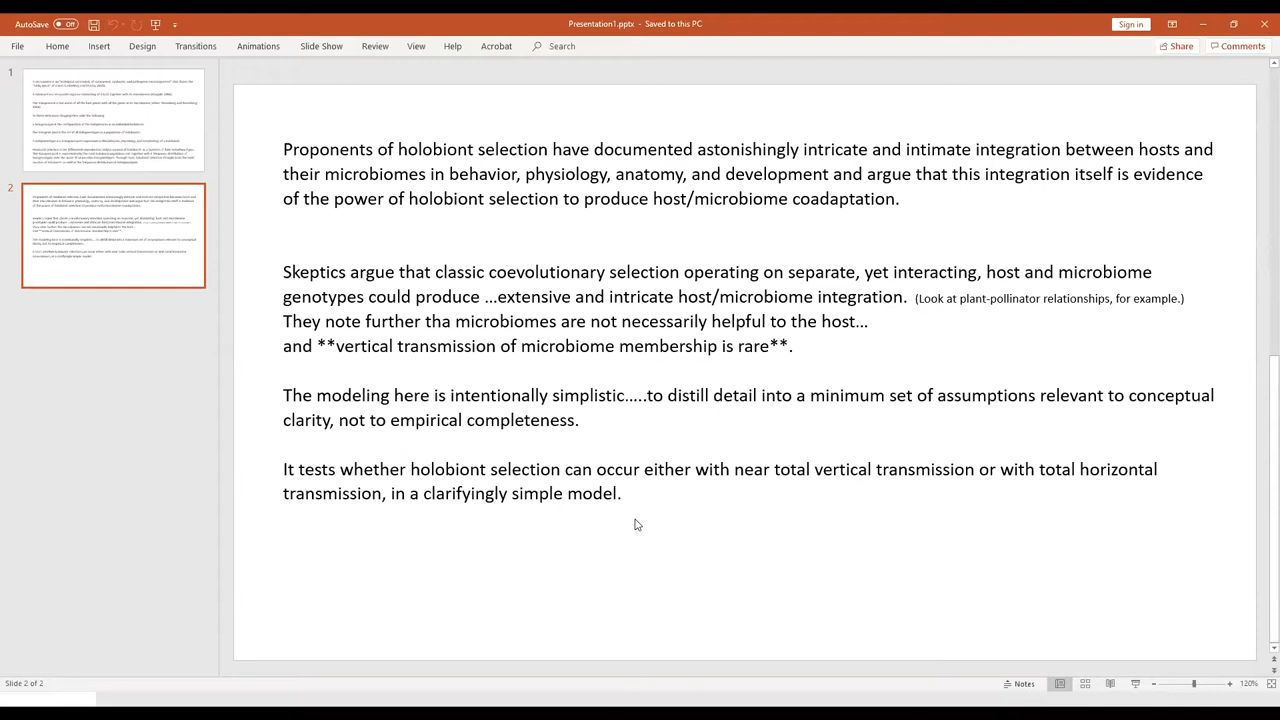 AutoSave Off
Presentation1.pptx - Saved to this PC
Sign in
File Home Insert Design Transitions Animations Slide Show Review View Help Acrobat Search
Share Comments
1
2
Proponents of holobiont selection have documented astonishingly intricate and intimate integration between hosts and
their microbiomes in behavior, physiology, anatomy, and development and argue that this integration itself is evidence
of the power of holobiont selection to produce host/microbiome coadaptation.
Skeptics argue that classic coevolutionary selection operating on separate, yet interacting, host and microbiome
genotypes could produce ...extensive and intricate host/microbiome integration. (Look at plant-pollinator relationships, for example.)
They note further tha microbiomes are not necessarily helpful to the host...
and **vertical transmission of microbiome membership is rare**.
The modeling here is intentionally simplistic.....to distill detail into a minimum set of assumptions relevant to conceptual
clarity, not to empirical completeness.
It tests whether holobiont selection can occur either with near total vertical transmission or with total horizontal
transmission, in a clarifyingly simple model.
Slide 2 of 2
Notes
120%